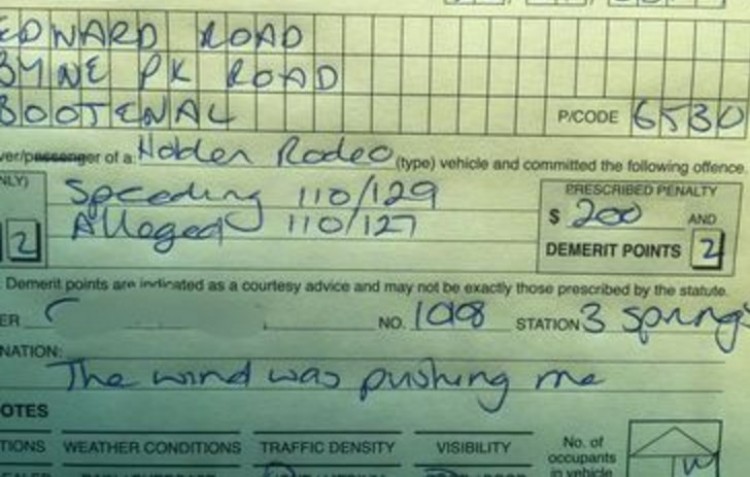 EDWARD ROAD
BYNE PK ROAD
BOOTENAL P/CODE 6530
ver/passenger of a: Holden Rodeo (type) vehicle and committed the following offence
NLY) Speeding 110/129 PRESCRIBED PENALTY
$ 200 AND
2 Alleged 110/127 DEMERIT POINTS 2
Demerit points are indicated as a courtesy advice and may not be exactly those prescribed by the statute.
ER NO. STATION 3 Springs
NATION:
The wind was pushing me
OTES
TIONS WEATHER CONDITIONS TRAFFIC DENSITY VISIBILITY No. of
occupants
in vehicle